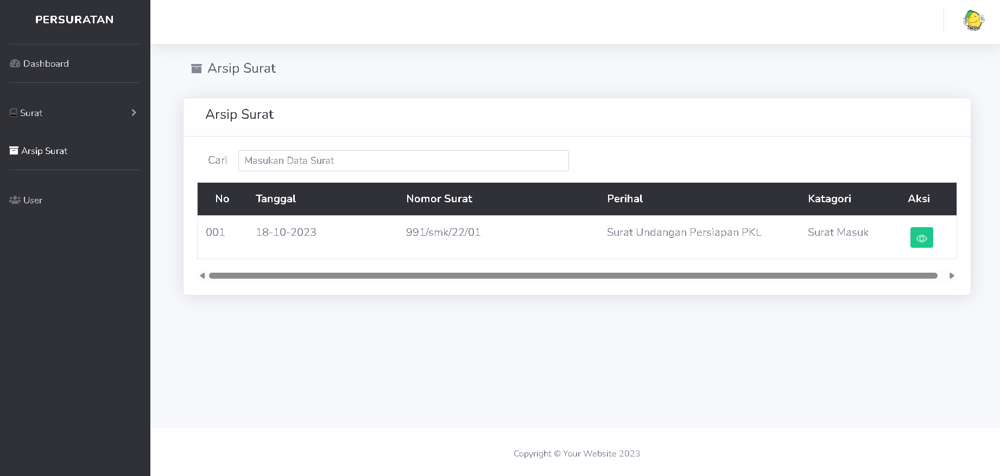 PERSURATAN
Dashboard
Surat
Arsip Surat
User
Arsip Surat
Arsip Surat
Cari Masukan Data Surat
No Tanggal Nomor Surat Perihal Katagori Aksi
001 18-10-2023 991/smk/22/01 Surat Undangan Persiapan PKL Surat Masuk
Copyright © Your Website 2023